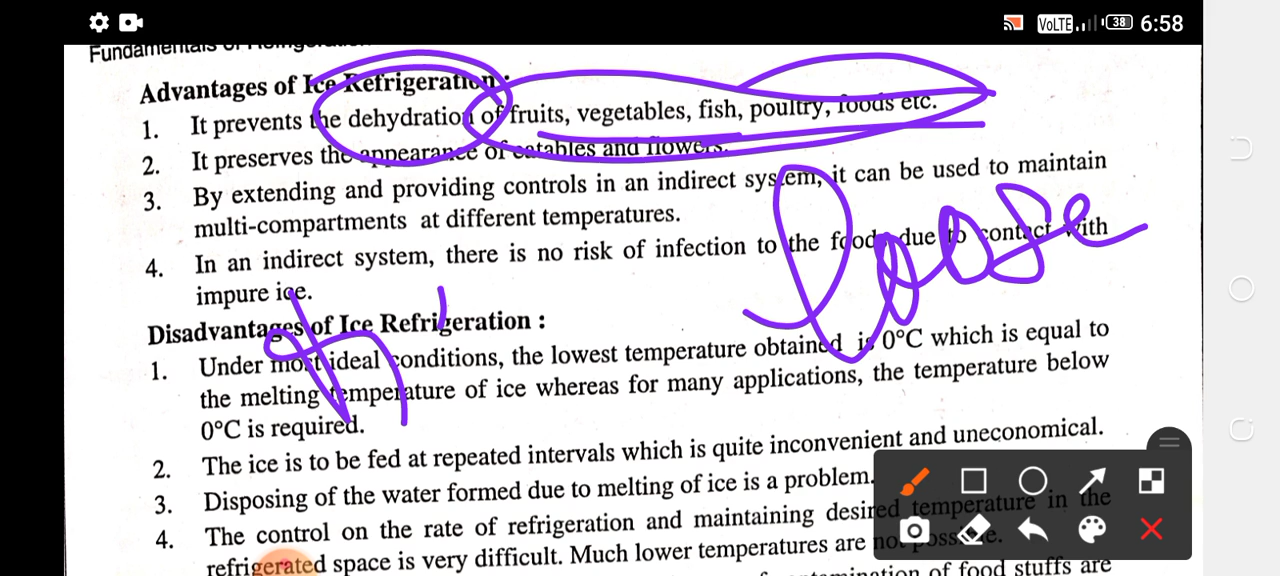 VoLTE 38 6:58
Fundamentals of Refrigeration
Advantages of Ice Refrigeration :
1. It prevents the dehydration of fruits, vegetables, fish, poultry, foods etc.
2. It preserves the appearance of eatables and flowers.
3. By extending and providing controls in an indirect system, it can be used to maintain
multi-compartments at different temperatures.
4. In an indirect system, there is no risk of infection to the foods due to contact with
impure ice.
loose
Disadvantages of Ice Refrigeration :
1. Under most ideal conditions, the lowest temperature obtained is 0°C which is equal to
the melting temperature of ice whereas for many applications, the temperature below
0°C is required.
2. The ice is to be fed at repeated intervals which is quite inconvenient and uneconomical.
3. Disposing of the water formed due to melting of ice is a problem.
4. The control on the rate of refrigeration and maintaining desired temperature in the
refrigerated space is very difficult. Much lower temperatures are not possible.
of food stuffs are